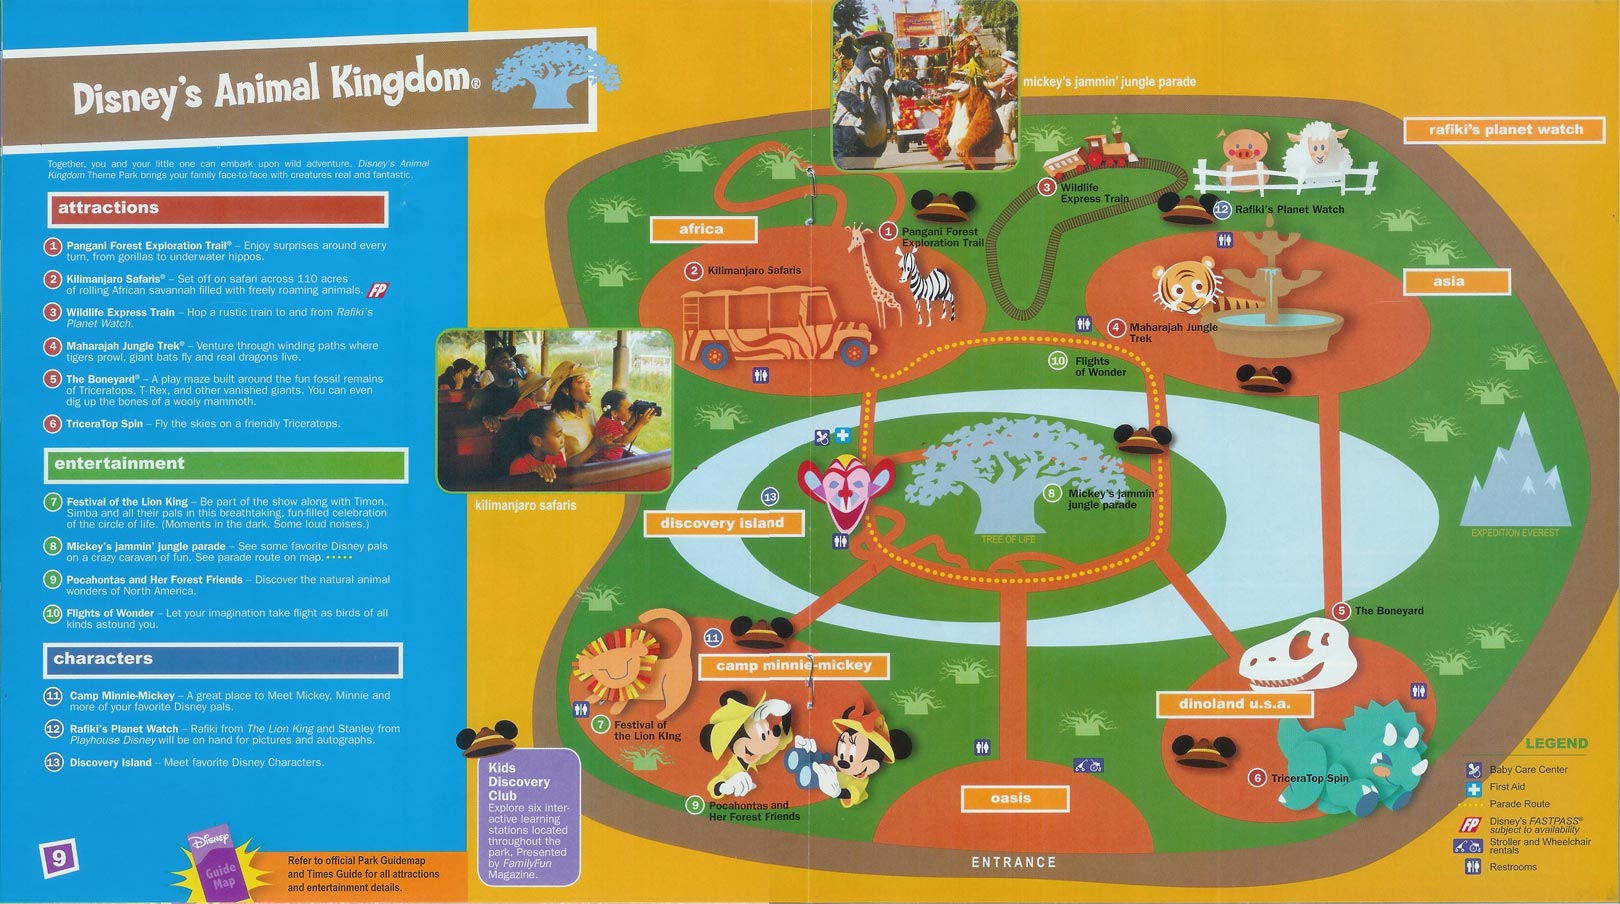 Disney's Animal Kingdom®
Together, you and your little one can embark upon wild adventure. Disney's Animal
Kingdom Theme Park brings your family face-to-face with creatures real and fantastic.
attractions
1 Pangani Forest Exploration Trail® – Enjoy surprises around every
turn, from gorillas to underwater hippos.
2 Kilimanjaro Safaris® – Set off on safari across 110 acres
of rolling African savannah filled with freely roaming animals. FP
3 Wildlife Express Train – Hop a rustic train to and from Rafiki's
Planet Watch.
4 Maharajah Jungle Trek® – Venture through winding paths where
tigers prowl, giant bats fly and real dragons live.
5 The Boneyard® – A play maze built around the fun fossil remains
of Triceratops, T-Rex, and other vanished giants. You can even
dig up the bones of a wooly mammoth.
6 TriceraTop Spin – Fly the skies on a friendly Triceratops.
entertainment
7 Festival of the Lion King – Be part of the show along with Timon,
Simba and all their pals in this breathtaking, fun-filled celebration
of the circle of life. (Moments in the dark. Some loud noises.)
8 Mickey's jammin' jungle parade – See some favorite Disney pals
on a crazy caravan of fun. See parade route on map. •••••
9 Pocahontas and Her Forest Friends – Discover the natural animal
wonders of North America.
10 Flights of Wonder – Let your imagination take flight as birds of all
kinds astound you.
characters
11 Camp Minnie-Mickey – A great place to Meet Mickey, Minnie and
more of your favorite Disney pals.
12 Rafiki's Planet Watch – Rafiki from The Lion King and Stanley from
Playhouse Disney will be on hand for pictures and autographs.
13 Discovery Island – Meet favorite Disney Characters.
9
Disney
Guide
Map
Refer to official Park Guidemap
and Times Guide for all attractions
and entertainment details.
mickey's jammin' jungle parade
rafiki's planet watch
3 Wildlife
Express Train
12 Rafiki's Planet Watch
africa
1 Pangani Forest
Exploration Trail
2 Kilimanjaro Safaris
asia
4 Maharajah Jungle
Trek
10 Flights
of Wonder
kilimanjaro safaris
13
discovery island
8 Mickey's jammin'
jungle parade
TREE OF LIFE
EXPEDITION EVEREST
5 The Boneyard
11
camp minnie-mickey
7 Festival of
the Lion KIng
dinoland u.s.a.
6 TriceraTop Spin
9 Pocahontas and
Her Forest Friends
Kids
Discovery
Club
Explore six inter-
active learning
stations located
throughout the
park. Presented
by FamilyFun
Magazine.
oasis
ENTRANCE
LEGEND
Baby Care Center
First Aid
Parade Route
FP Disney's FASTPASS®
subject to availability
Stroller and Wheelchair
rentals
Restrooms